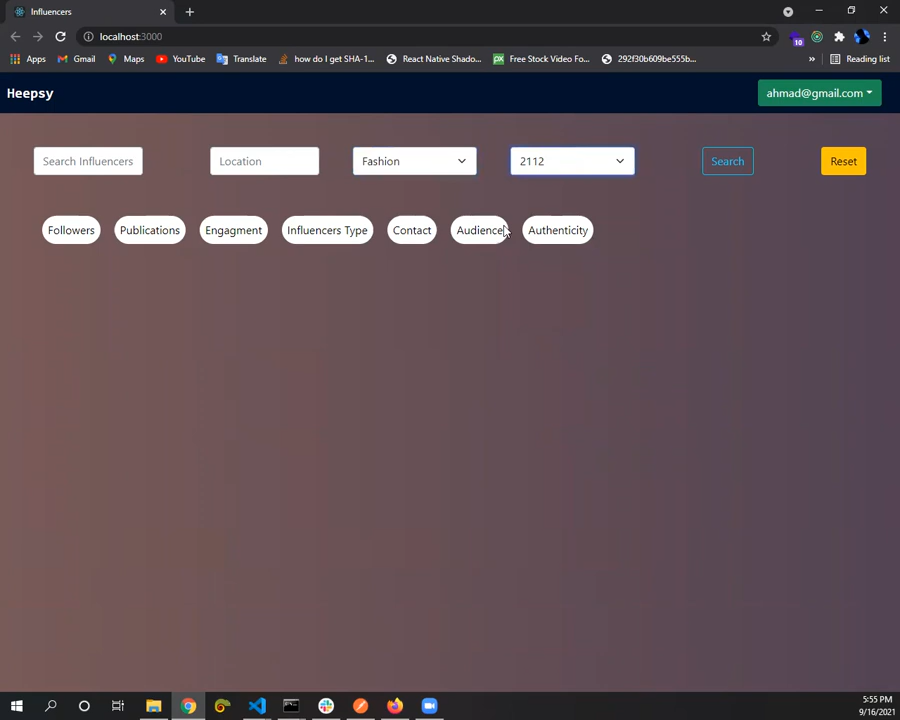 Influencers
localhost:3000
10
Apps Gmail Maps YouTube Translate how do I get SHA-1... React Native Shado... Free Stock Video Fo... 292f30b609be555b... » Reading list
Heepsy ahmad@gmail.com
Search Influencers Location Fashion 2112 Search Reset
Followers Publications Engagment Influencers Type Contact Audience Authenticity
5:55 PM
9/16/2021